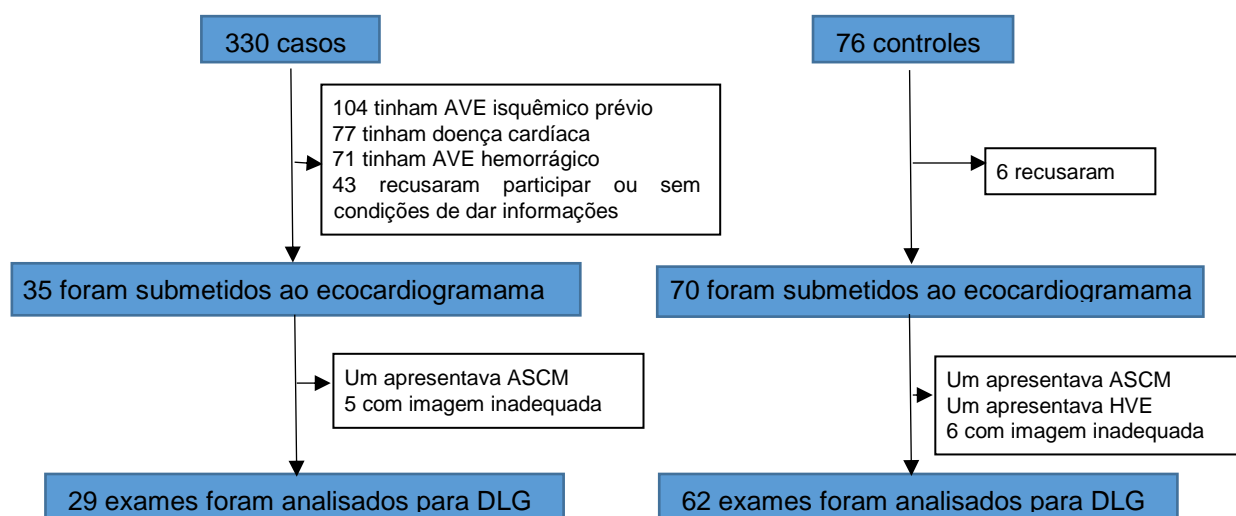 330 casos
76 controles
104 tinham AVE isquêmico prévio
77 tinham doença cardíaca
71 tinham AVE hemorrágico
43 recusaram participar ou sem
condições de dar informações
6 recusaram
35 foram submetidos ao ecocardiogramama
70 foram submetidos ao ecocardiogramama
Um apresentava ASCM
5 com imagem inadequada
Um apresentava ASCM
Um apresentava HVE
6 com imagem inadequada
29 exames foram analisados para DLG
62 exames foram analisados para DLG